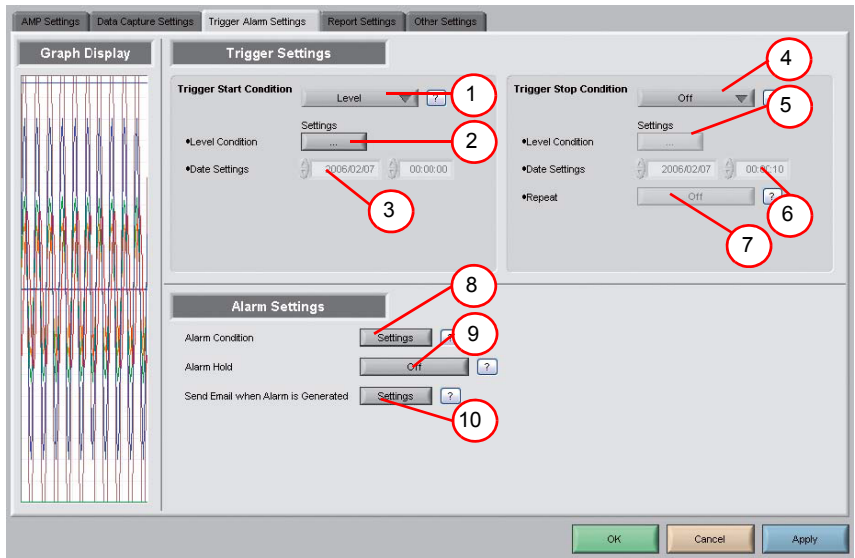 AMP Settings Data Capture Settings Trigger Alarm Settings Report Settings Other Settings
Graph Display
Trigger Settings
Trigger Start Condition
Level
?
1
Settings
•Level Condition
...
2
•Date Settings
2006/02/07
00:00:00
3
Trigger Stop Condition
Off
4
Settings
5
•Level Condition
...
•Date Settings
2006/02/07
00:00:10
6
•Repeat
Off
?
7
Alarm Settings
8
Alarm Condition
Settings
?
9
Alarm Hold
Off
?
Send Email when Alarm is Generated
Settings
?
10
OK
Cancel
Apply